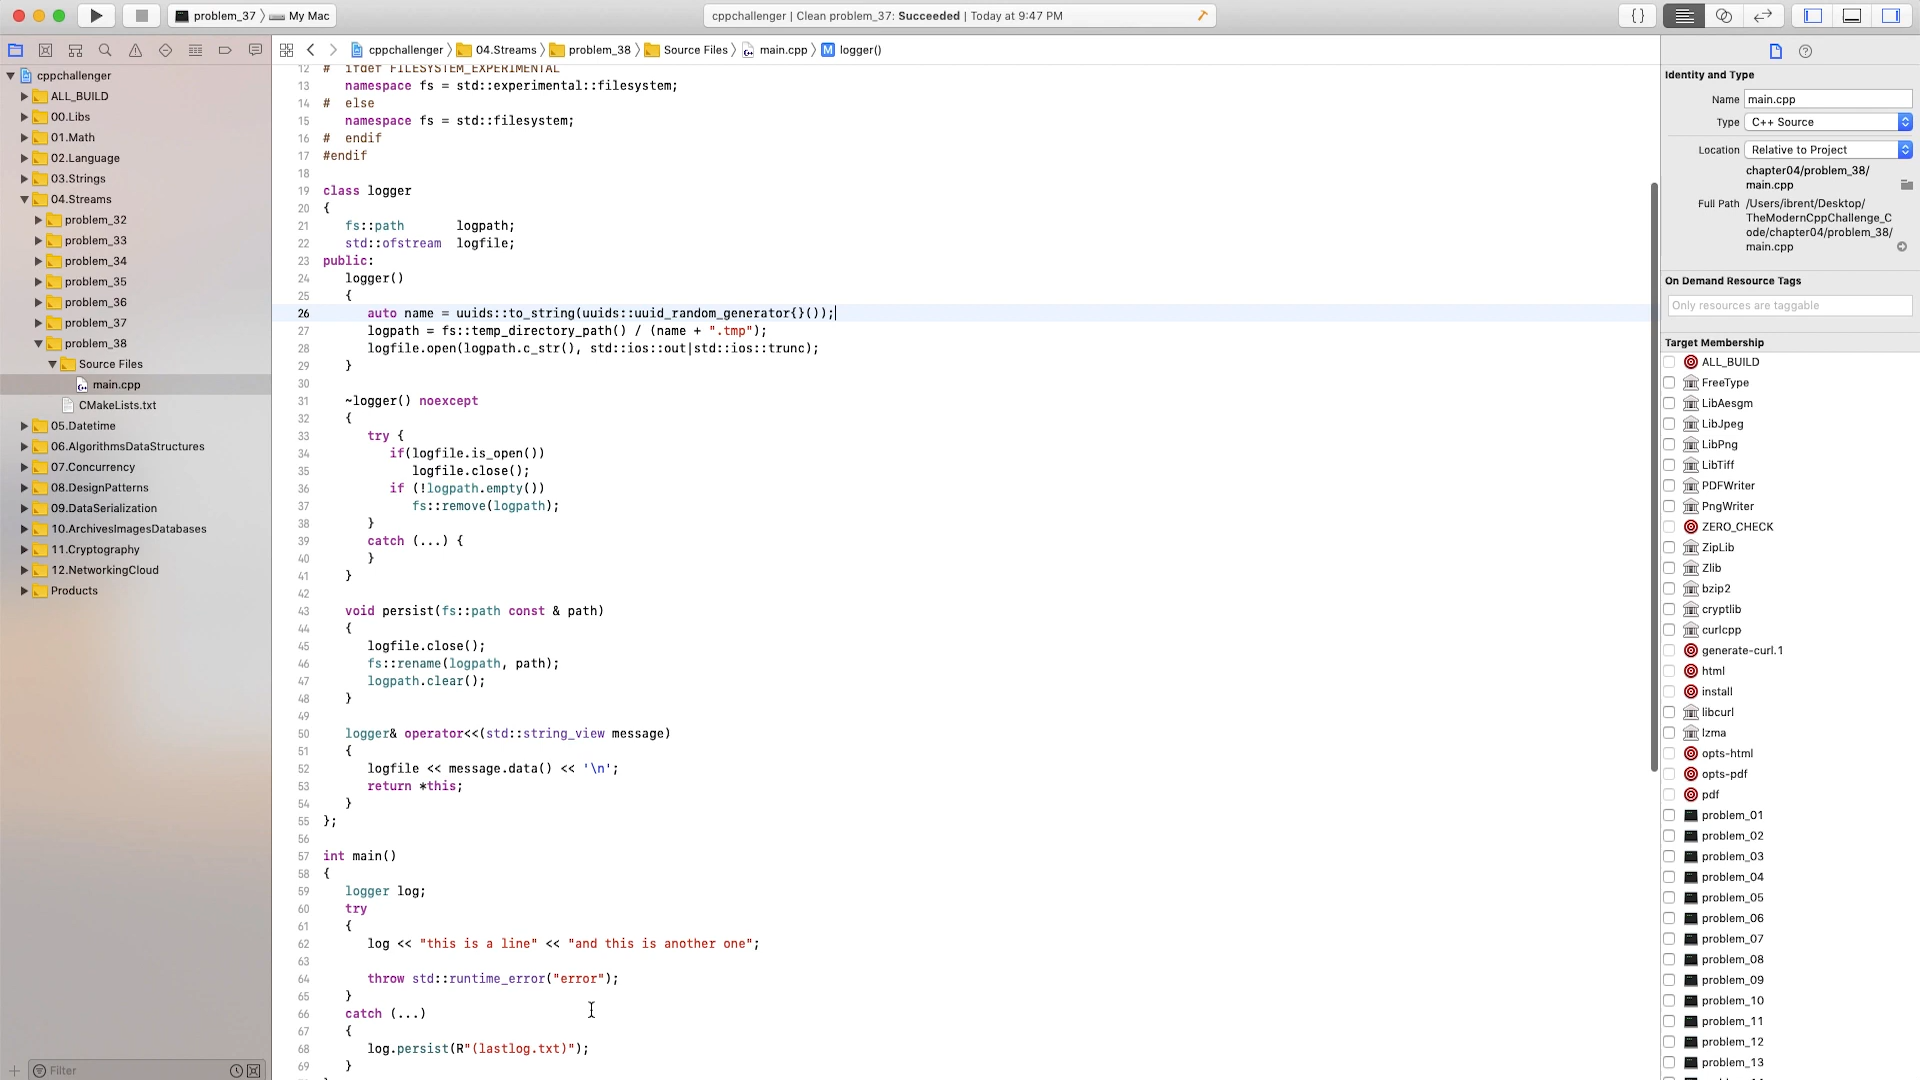 problem_37 〉 My Mac
cppchallenger | Clean problem_37: Succeeded | Today at 9:47 PM
cppchallenger 〉 04.Streams 〉 problem_38 〉 Source Files 〉 main.cpp 〉 M logger()
cppchallenger
ALL_BUILD
00.Libs
01.Math
02.Language
03.Strings
04.Streams
problem_32
problem_33
problem_34
problem_35
problem_36
problem_37
problem_38
Source Files
main.cpp
CMakeLists.txt
05.Datetime
06.AlgorithmsDataStructures
07.Concurrency
08.DesignPatterns
09.DataSerialization
10.ArchivesImagesDatabases
11.Cryptography
12.NetworkingCloud
Products
Filter
12 # ifdef FILESYSTEM_EXPERIMENTAL
13 namespace fs = std::experimental::filesystem;
14 # else
15 namespace fs = std::filesystem;
16 # endif
17 #endif
18
19 class logger
20 {
21 fs::path logpath;
22 std::ofstream logfile;
23 public:
24 logger()
25 {
26 auto name = uuids::to_string(uuids::uuid_random_generator{}());
27 logpath = fs::temp_directory_path() / (name + ".tmp");
28 logfile.open(logpath.c_str(), std::ios::out|std::ios::trunc);
29 }
30
31 ~logger() noexcept
32 {
33 try {
34 if(logfile.is_open())
35 logfile.close();
36 if (!logpath.empty())
37 fs::remove(logpath);
38 }
39 catch (...) {
40 }
41 }
42
43 void persist(fs::path const & path)
44 {
45 logfile.close();
46 fs::rename(logpath, path);
47 logpath.clear();
48 }
49
50 logger& operator<<(std::string_view message)
51 {
52 logfile << message.data() << '\n';
53 return *this;
54 }
55 };
56
57 int main()
58 {
59 logger log;
60 try
61 {
62 log << "this is a line" << "and this is another one";
63
64 throw std::runtime_error("error");
65 }
66 catch (...)
67 {
68 log.persist(R"(lastlog.txt)");
69 }
Identity and Type
Name main.cpp
Type C++ Source
Location Relative to Project
chapter04/problem_38/
main.cpp
Full Path /Users/ibrent/Desktop/
TheModernCppChallenge_C
ode/chapter04/problem_38/
main.cpp
On Demand Resource Tags
Only resources are taggable
Target Membership
ALL_BUILD
FreeType
LibAesgm
LibJpeg
LibPng
LibTiff
PDFWriter
PngWriter
ZERO_CHECK
ZipLib
Zlib
bzip2
cryptlib
curlcpp
generate-curl.1
html
install
libcurl
lzma
opts-html
opts-pdf
pdf
problem_01
problem_02
problem_03
problem_04
problem_05
problem_06
problem_07
problem_08
problem_09
problem_10
problem_11
problem_12
problem_13